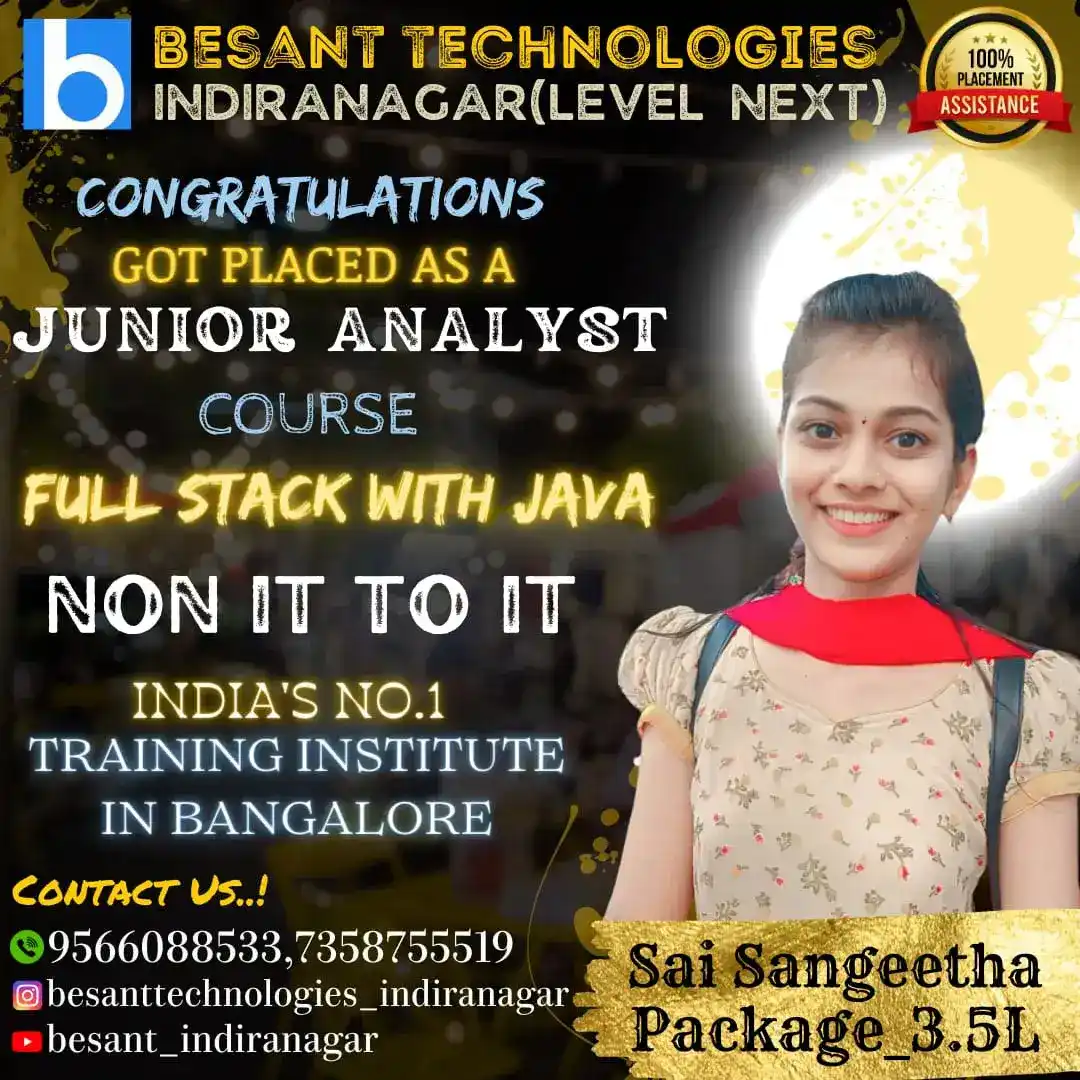 b
BESANT TECHNOLOGIES
INDIRANAGAR(LEVEL NEXT)
100%
PLACEMENT
ASSISTANCE
CONGRATULATIONS
GOT PLACED AS A
JUNIOR ANALYST
COURSE
FULL STACK WITH JAVA
NON IT TO IT
INDIA'S NO.1
TRAINING INSTITUTE
IN BANGALORE
CONTACT US..!
9566088533,7358755519
besanttechnologies_indiranagar
besant_indiranagar
Sai Sangeetha
Package_3.5L